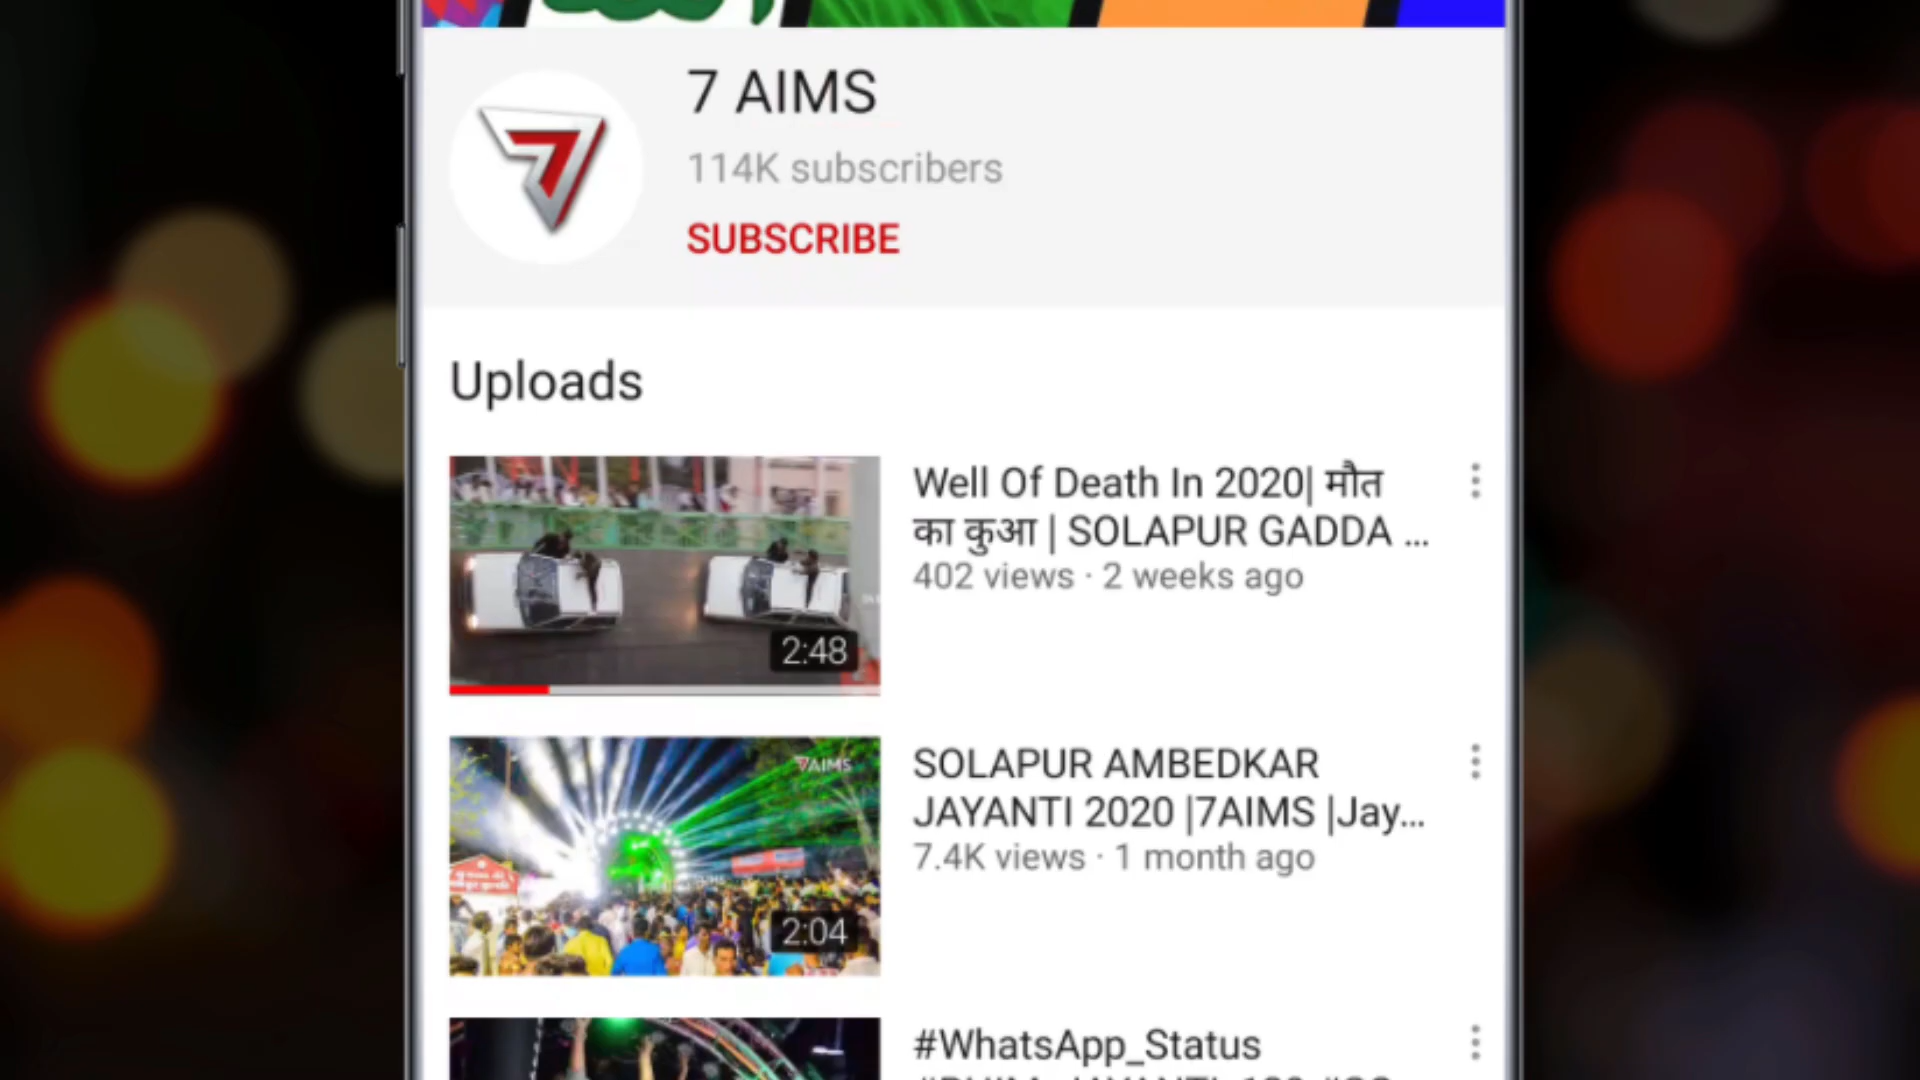 7 AIMS
114K subscribers
SUBSCRIBE
Uploads
Well Of Death In 2020| मौत
का कुआ | SOLAPUR GADDA ...
402 views · 2 weeks ago
2:48
7AIMS
SOLAPUR AMBEDKAR
JAYANTI 2020 |7AIMS |Jay...
7.4K views · 1 month ago
2:04
#WhatsApp_Status